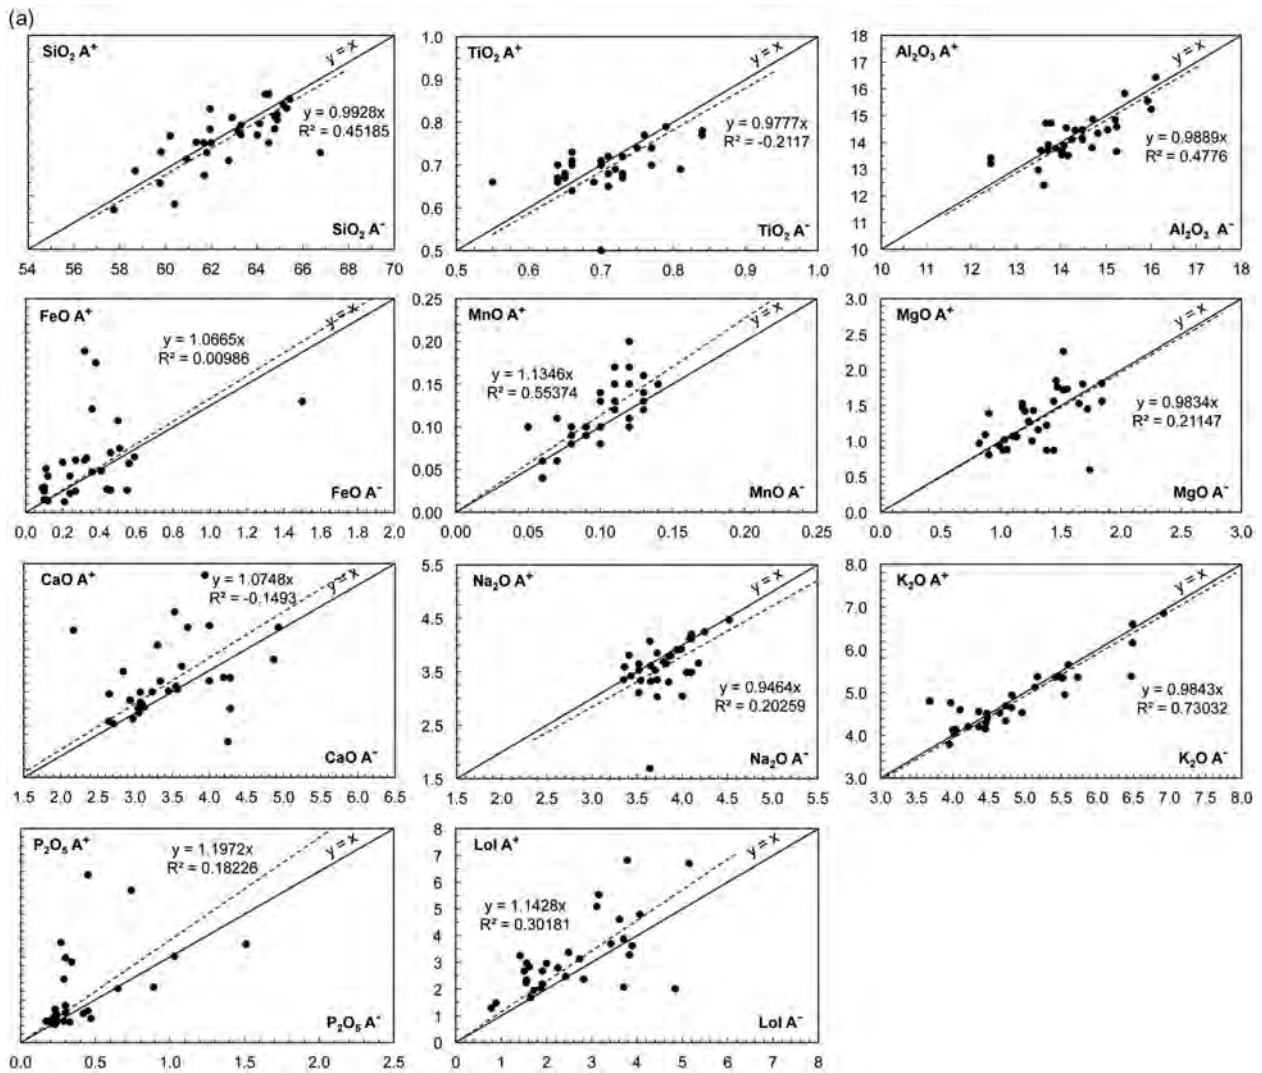 (a)
SiO₂ A⁺
y = x
y = 0.9928x
R² = 0.45185
SiO₂ A⁻
54 56 58 60 62 64 66 68 70
1.0
0.9
0.8
0.7
0.6
0.5
TiO₂ A⁺
y = x
y = 0.9777x
R² = -0.2117
TiO₂ A⁻
0.5 0.6 0.7 0.8 0.9 1.0
18
17
16
15
14
13
12
11
10
Al₂O₃ A⁺
y = x
y = 0.9889x
R² = 0.4776
Al₂O₃ A⁻
10 11 12 13 14 15 16 17 18
FeO A⁺
y = x
y = 1.0665x
R² = 0.00986
FeO A⁻
0.0 0.2 0.4 0.6 0.8 1.0 1.2 1.4 1.6 1.8 2.0
0.25
0.20
0.15
0.10
0.05
0.00
MnO A⁺
y = x
y = 1.1346x
R² = 0.55374
MnO A⁻
0.00 0.05 0.10 0.15 0.20 0.25
3.0
2.5
2.0
1.5
1.0
0.5
0.0
MgO A⁺
y = x
y = 0.9834x
R² = 0.21147
MgO A⁻
0.0 0.5 1.0 1.5 2.0 2.5 3.0
CaO A⁺
y = x
y = 1.0748x
R² = -0.1493
CaO A⁻
1.5 2.0 2.5 3.0 3.5 4.0 4.5 5.0 5.5 6.0 6.5
5.5
4.5
3.5
2.5
1.5
Na₂O A⁺
y = x
y = 0.9464x
R² = 0.20259
Na₂O A⁻
1.5 2.0 2.5 3.0 3.5 4.0 4.5 5.0 5.5
8.0
7.0
6.0
5.0
4.0
3.0
K₂O A⁺
y = x
y = 0.9843x
R² = 0.73032
K₂O A⁻
3.0 3.5 4.0 4.5 5.0 5.5 6.0 6.5 7.0 7.5 8.0
P₂O₅ A⁺
y = x
y = 1.1972x
R² = 0.18226
P₂O₅ A⁻
0.0 0.5 1.0 1.5 2.0 2.5
8
7
6
5
4
3
2
1
0
LoI A⁺
y = x
y = 1.1428x
R² = 0.30181
LoI A⁻
0 1 2 3 4 5 6 7 8